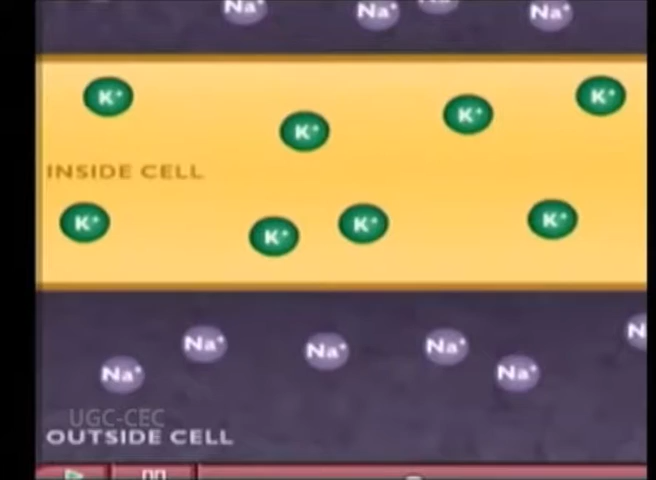 Na⁺ Na⁺ Na⁺ Na⁺
K⁺ K⁺ K⁺ K⁺
INSIDE CELL
K⁺ K⁺ K⁺ K⁺
Na⁺ Na⁺ Na⁺
Na⁺ Na⁺
UGC-CEC
OUTSIDE CELL